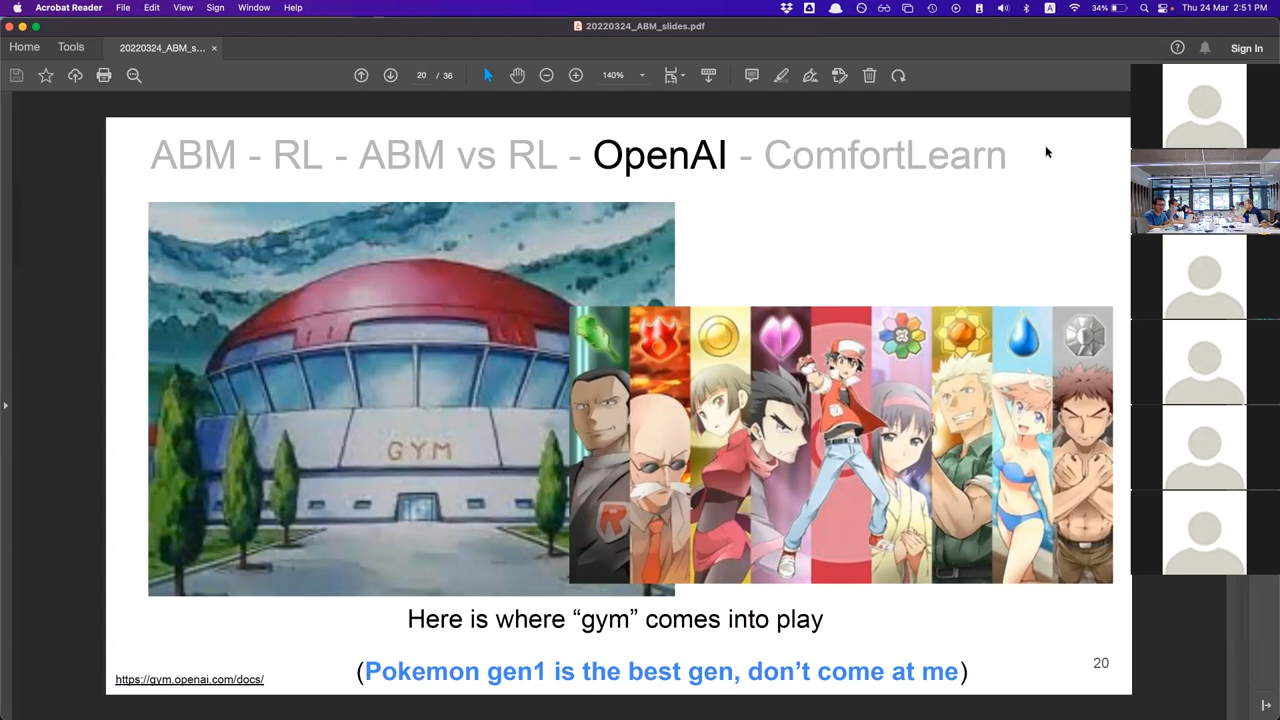 Acrobat Reader File Edit View Sign Window Help
34% Thu 24 Mar 2:51 PM
20220324_ABM_slides.pdf
Home Tools 20220324_ABM_s... × Sign In
20 / 36 140%
ABM - RL - ABM vs RL - OpenAI - ComfortLearn
GYM
R
Here is where “gym” comes into play
(Pokemon gen1 is the best gen, don’t come at me)
https://gym.openai.com/docs/
20